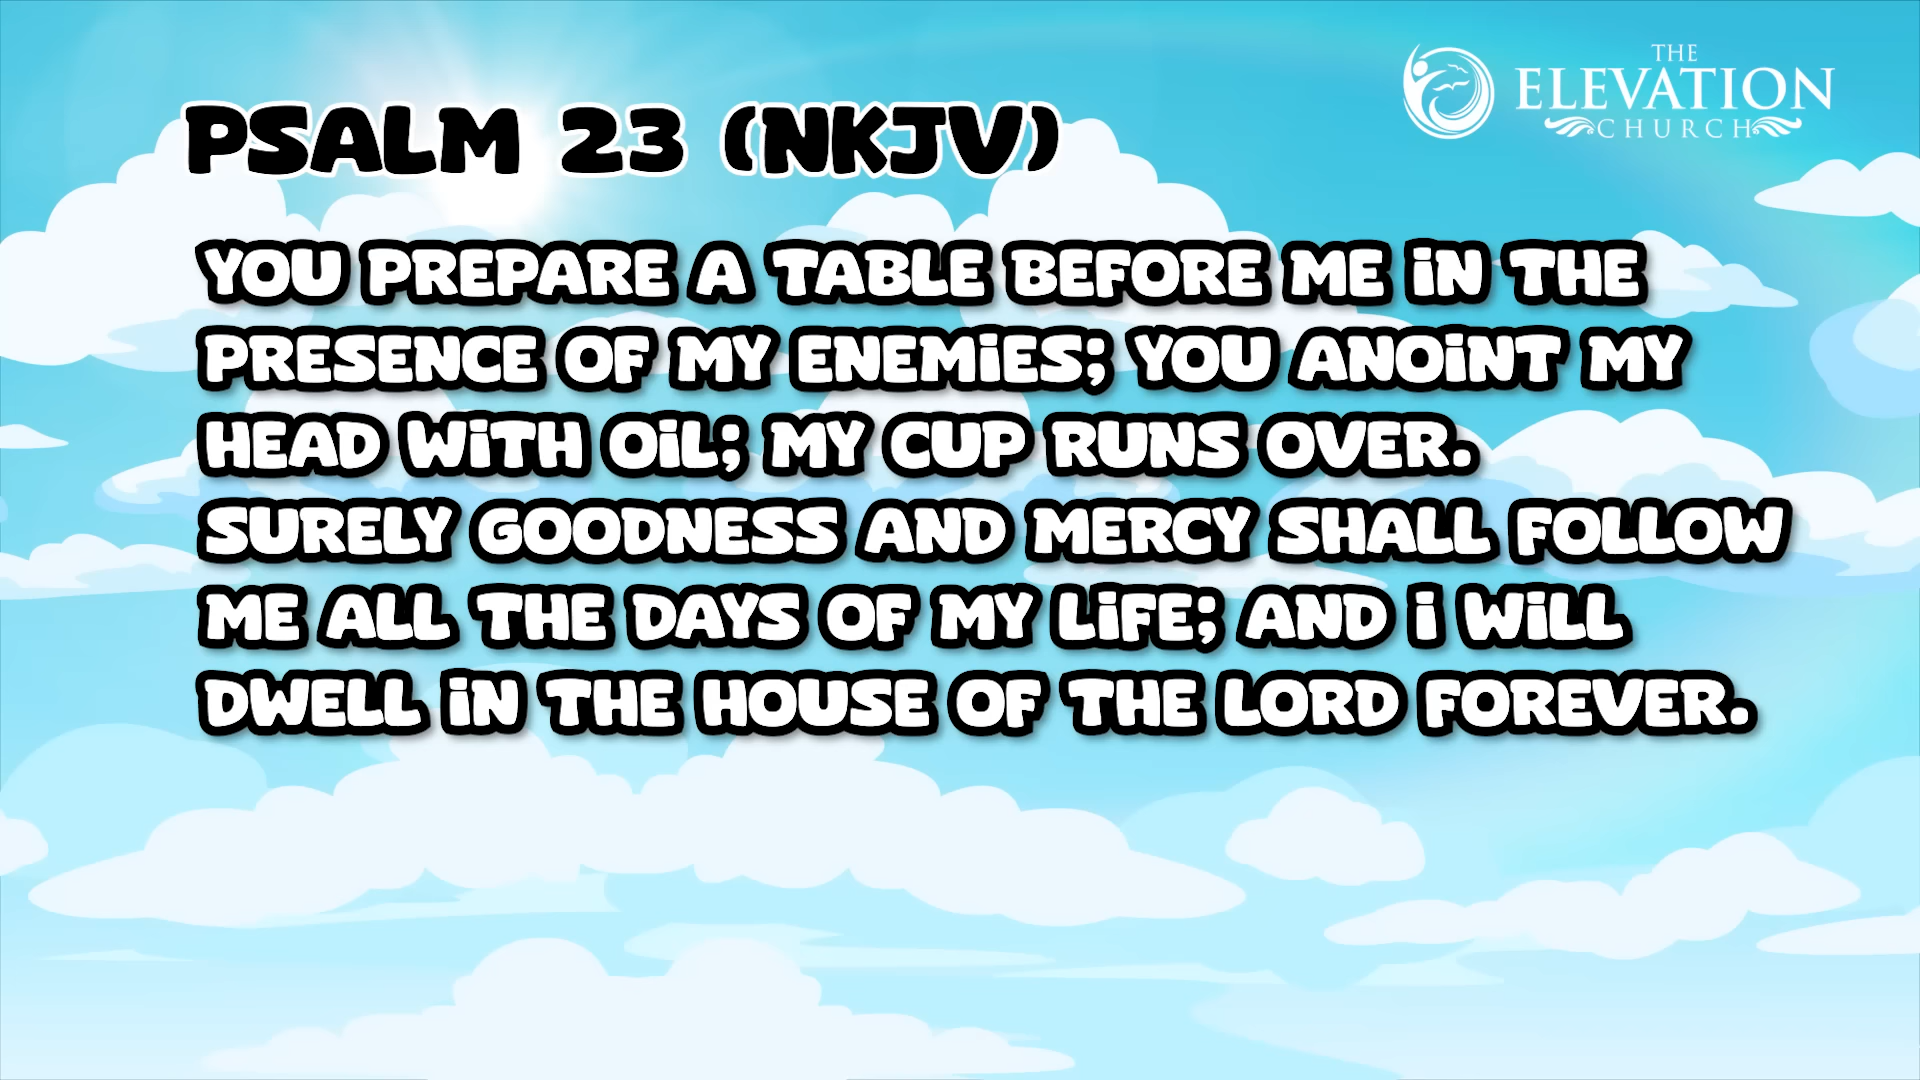 THE
ELEVATION
CHURCH
PSALM 23 (NKJV)
YOU PREPARE A TABLE BEFORE ME iN THE
PRESENCE OF MY ENEMiES; YOU ANOiNT MY
HEAD WiTH OiL; MY CUP RUNS OVER.
SURELY GOODNESS AND MERCY SHALL FOLLOW
ME ALL THE DAYS OF MY LiFE; AND i WiLL
DWELL iN THE HOUSE OF THE LORD FOREVER.